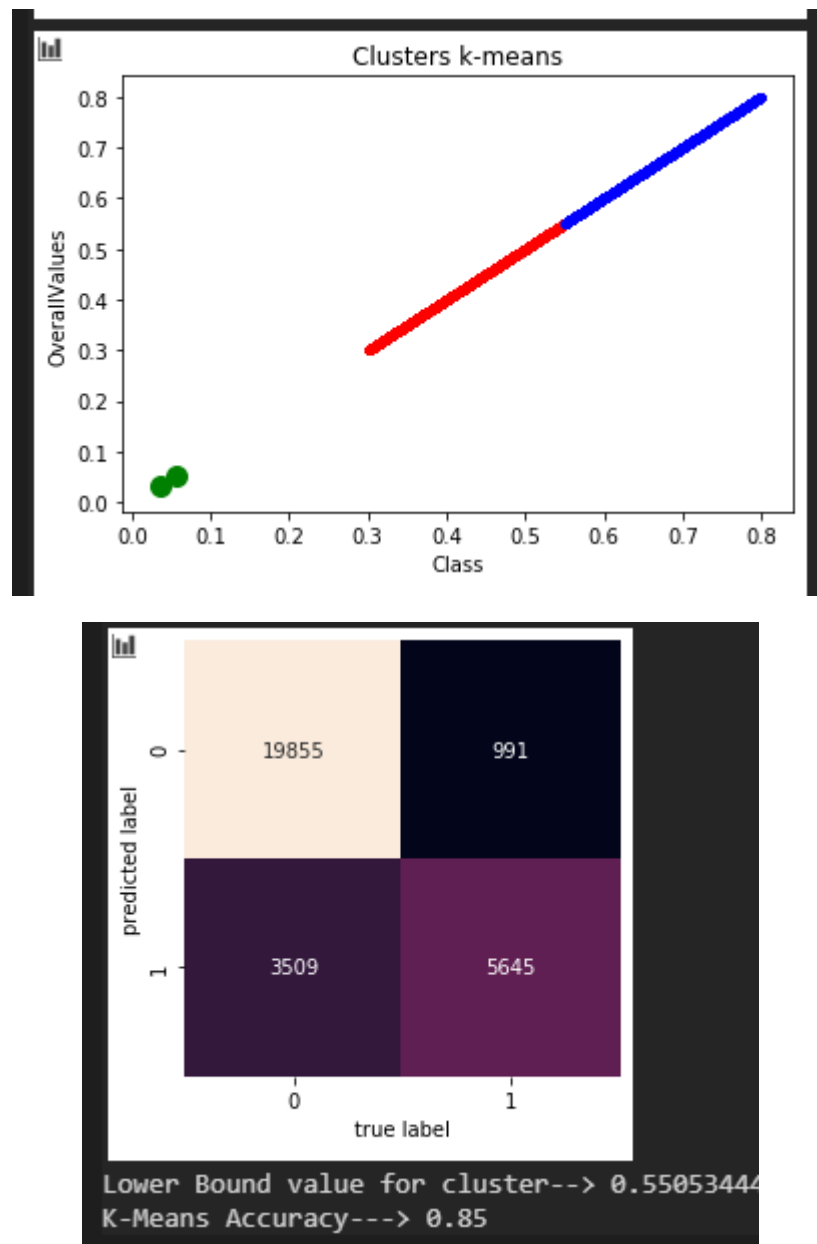 Clusters k-means
0.8
0.7
0.6
0.5
0.4
0.3
0.2
0.1
0.0
OverallValues
0.0 0.1 0.2 0.3 0.4 0.5 0.6 0.7 0.8
Class
0 19855 991
predicted label
1 3509 5645
0 1
true label
Lower Bound value for cluster--> 0.55053444
K-Means Accuracy---> 0.85